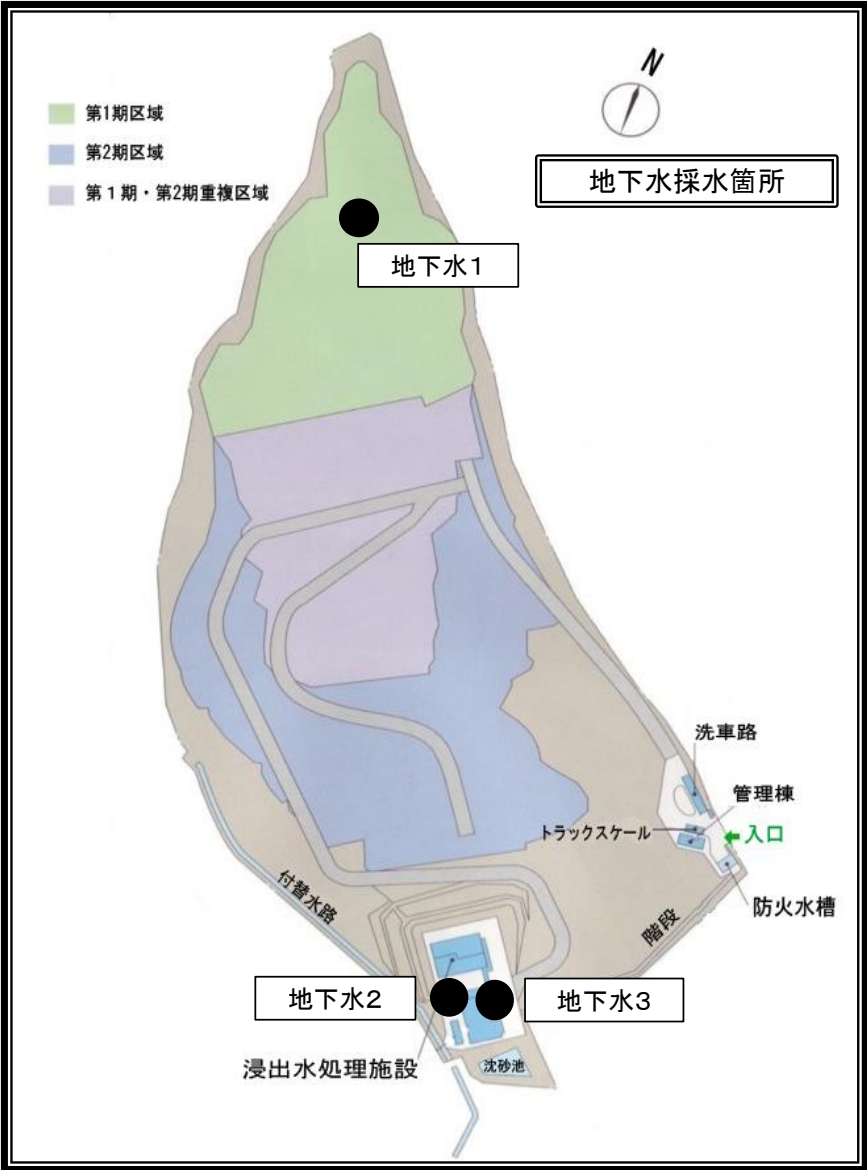 N
第1期区域
第2期区域
第1期・第2期重複区域
地下水採水箇所
地下水1
洗車路
管理棟
トラックスケール
入口
防火水槽
階段
付替水路
地下水2
地下水3
浸出水処理施設
沈砂池